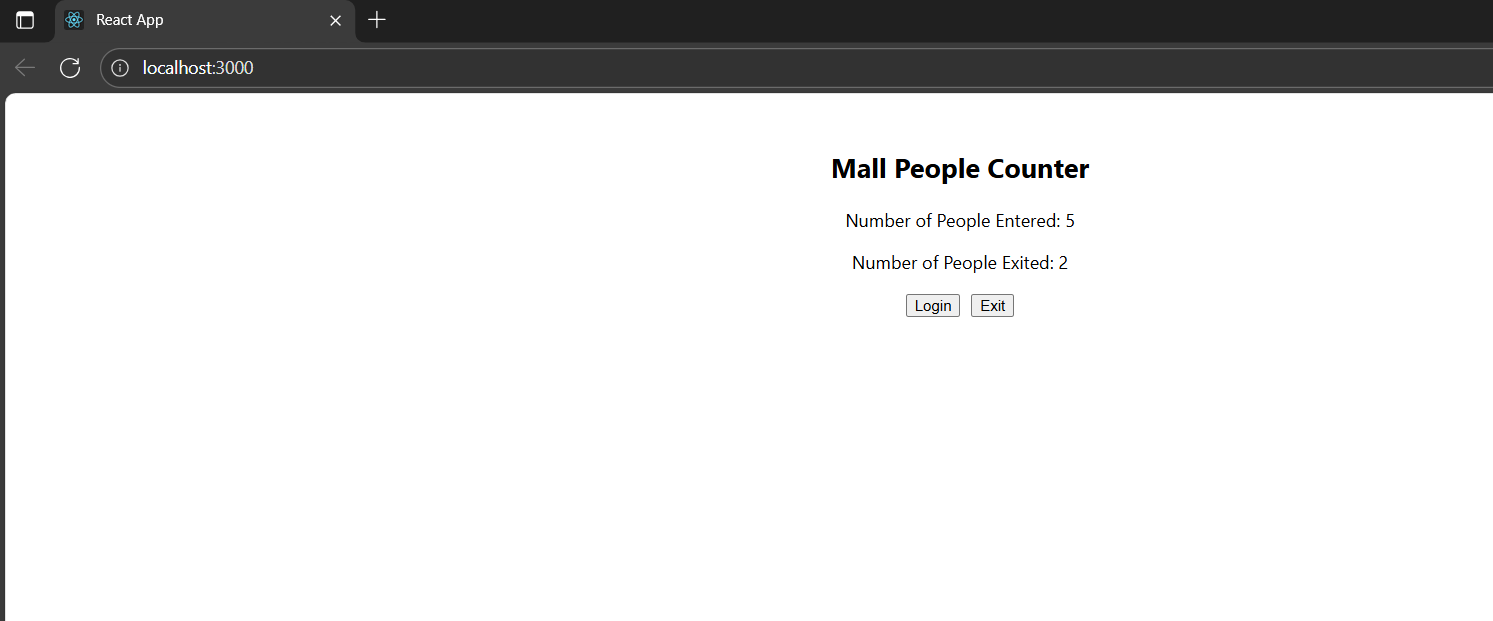 React App
localhost:3000
Mall People Counter
Number of People Entered: 5
Number of People Exited: 2
Login Exit